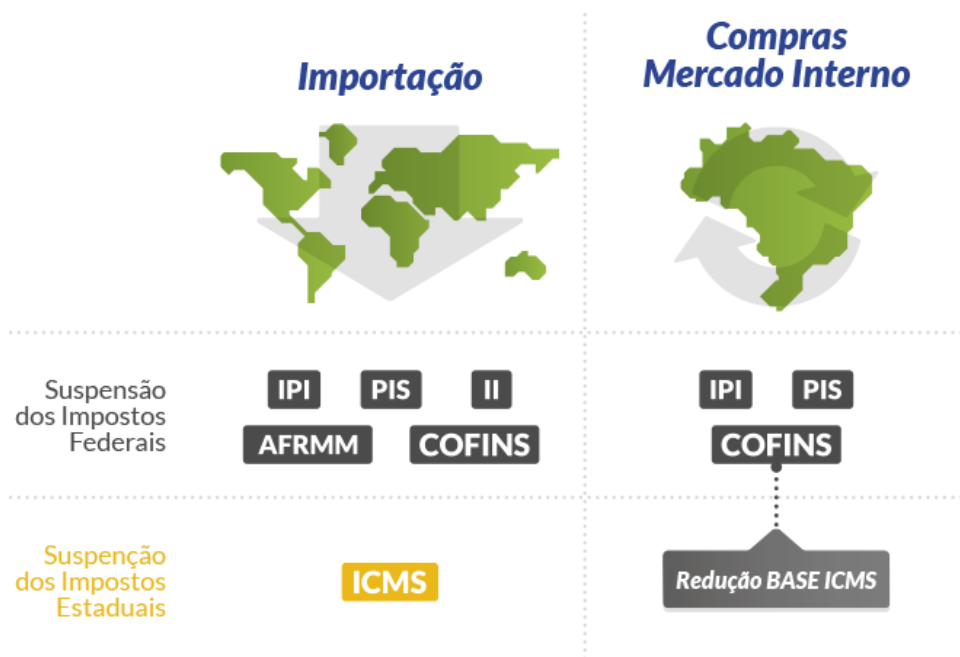 Importação
Compras
Mercado Interno
Suspensão
dos Impostos
Federais
IPI PIS II
AFRMM COFINS
IPI PIS
COFINS
Suspenção
dos Impostos
Estaduais
ICMS
Redução BASE ICMS